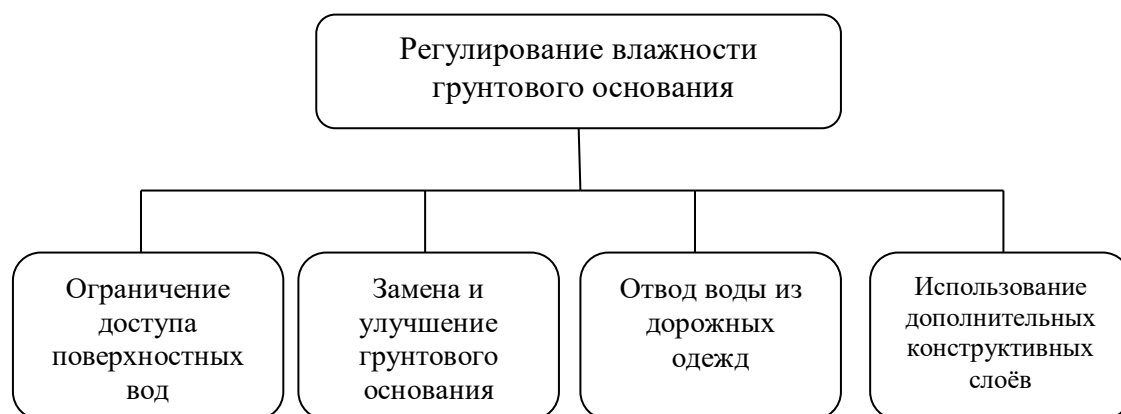 Регулирование влажности
грунтового основания
Ограничение
доступа
поверхностных
вод
Замена и
улучшение
грунтового
основания
Отвод воды из
дорожных
одежд
Использование
дополнительных
конструктивных
слоёв